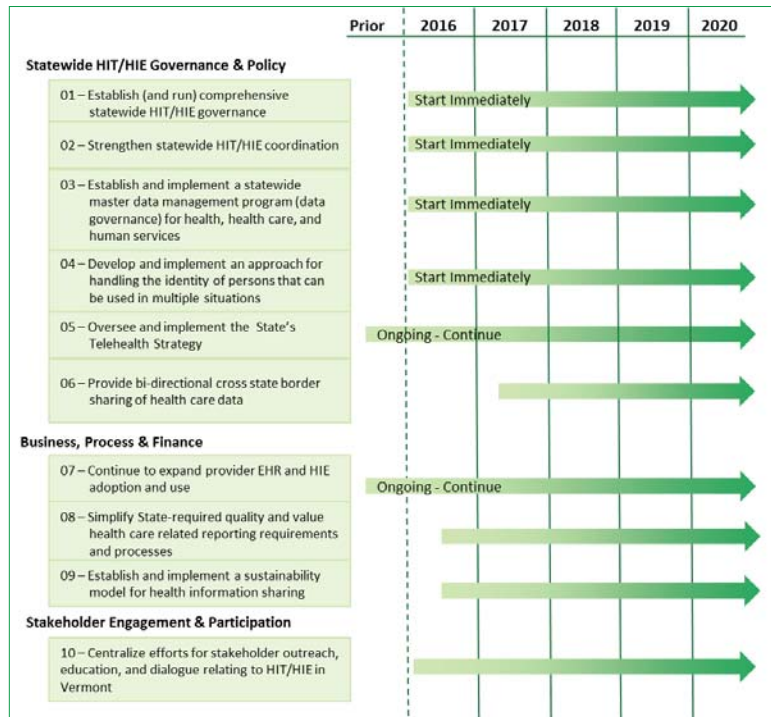 Prior 2016 2017 2018 2019 2020
Statewide HIT/HIE Governance & Policy
01 – Establish (and run) comprehensive
statewide HIT/HIE governance
Start Immediately
02 – Strengthen statewide HIT/HIE coordination
Start Immediately
03 – Establish and implement a statewide
master data management program (data
governance) for health, health care, and
human services
Start Immediately
04 – Develop and implement an approach for
handling the identity of persons that can
be used in multiple situations
Start Immediately
05 – Oversee and implement the State's
Telehealth Strategy
Ongoing - Continue
06 – Provide bi-directional cross state border
sharing of health care data
Business, Process & Finance
07 – Continue to expand provider EHR and HIE
adoption and use
Ongoing - Continue
08 – Simplify State-required quality and value
health care related reporting requirements
and processes
09 – Establish and implement a sustainability
model for health information sharing
Stakeholder Engagement & Participation
10 – Centralize efforts for stakeholder outreach,
education, and dialogue relating to HIT/HIE in
Vermont